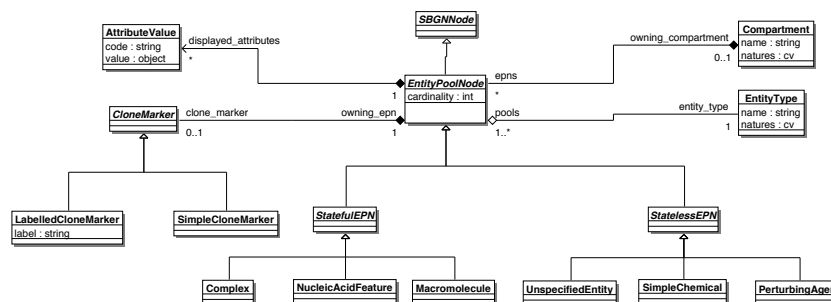 SBGNNode
AttributeValue
code : string
value : object
displayed_attributes
*
1
EntityPoolNode
cardinality : int
epns
*
owning_compartment
0..1
Compartment
name : string
natures : cv
CloneMarker
clone_marker
0..1
owning_epn
1
pools
1..*
entity_type
1
EntityType
name : string
natures : cv
LabelledCloneMarker
label : string
SimpleCloneMarker
StatefulEPN
StatelessEPN
Complex
NucleicAcidFeature
Macromolecule
UnspecifiedEntity
SimpleChemical
PerturbingAgen